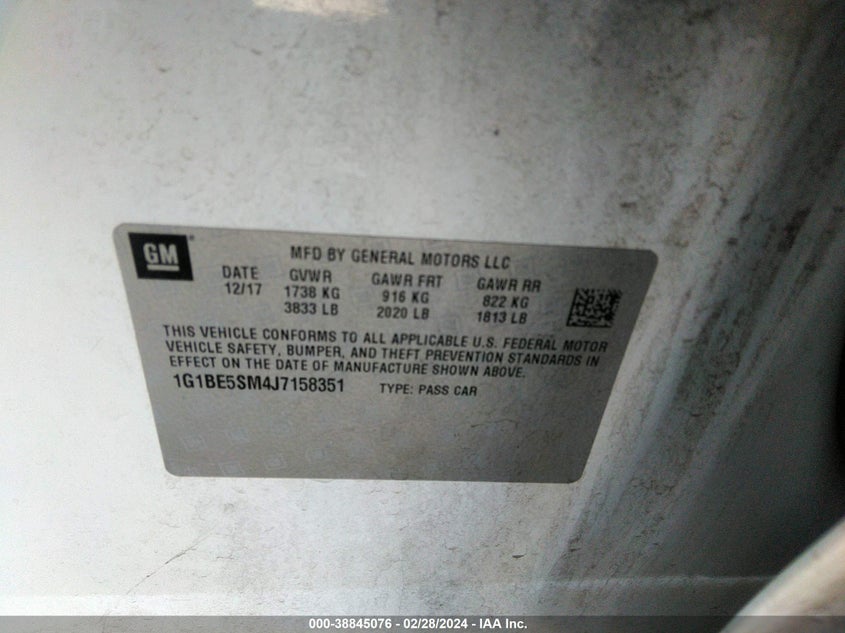 GM
MFD BY GENERAL MOTORS LLC
DATE GVWR GAWR FRT GAWR RR
12/17 1738 KG 916 KG 822 KG
3833 LB 2020 LB 1813 LB
THIS VEHICLE CONFORMS TO ALL APPLICABLE U.S. FEDERAL MOTOR
VEHICLE SAFETY, BUMPER, AND THEFT PREVENTION STANDARDS IN
EFFECT ON THE DATE OF MANUFACTURE SHOWN ABOVE.
1G1BE5SM4J7158351 TYPE: PASS CAR
000-38845076 - 02/28/2024 - IAA Inc.